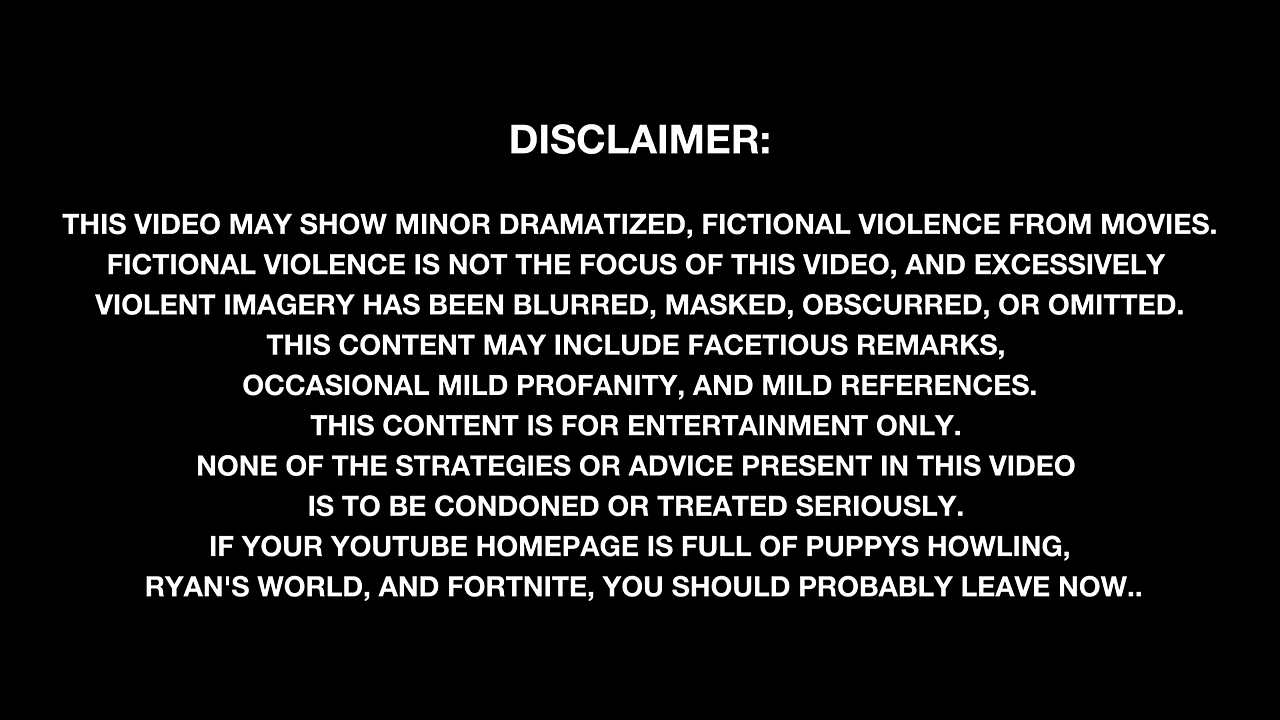 DISCLAIMER:
THIS VIDEO MAY SHOW MINOR DRAMATIZED, FICTIONAL VIOLENCE FROM MOVIES.
FICTIONAL VIOLENCE IS NOT THE FOCUS OF THIS VIDEO, AND EXCESSIVELY
VIOLENT IMAGERY HAS BEEN BLURRED, MASKED, OBSCURRED, OR OMITTED.
THIS CONTENT MAY INCLUDE FACETIOUS REMARKS,
OCCASIONAL MILD PROFANITY, AND MILD REFERENCES.
THIS CONTENT IS FOR ENTERTAINMENT ONLY.
NONE OF THE STRATEGIES OR ADVICE PRESENT IN THIS VIDEO
IS TO BE CONDONED OR TREATED SERIOUSLY.
IF YOUR YOUTUBE HOMEPAGE IS FULL OF PUPPYS HOWLING,
RYAN'S WORLD, AND FORTNITE, YOU SHOULD PROBABLY LEAVE NOW..